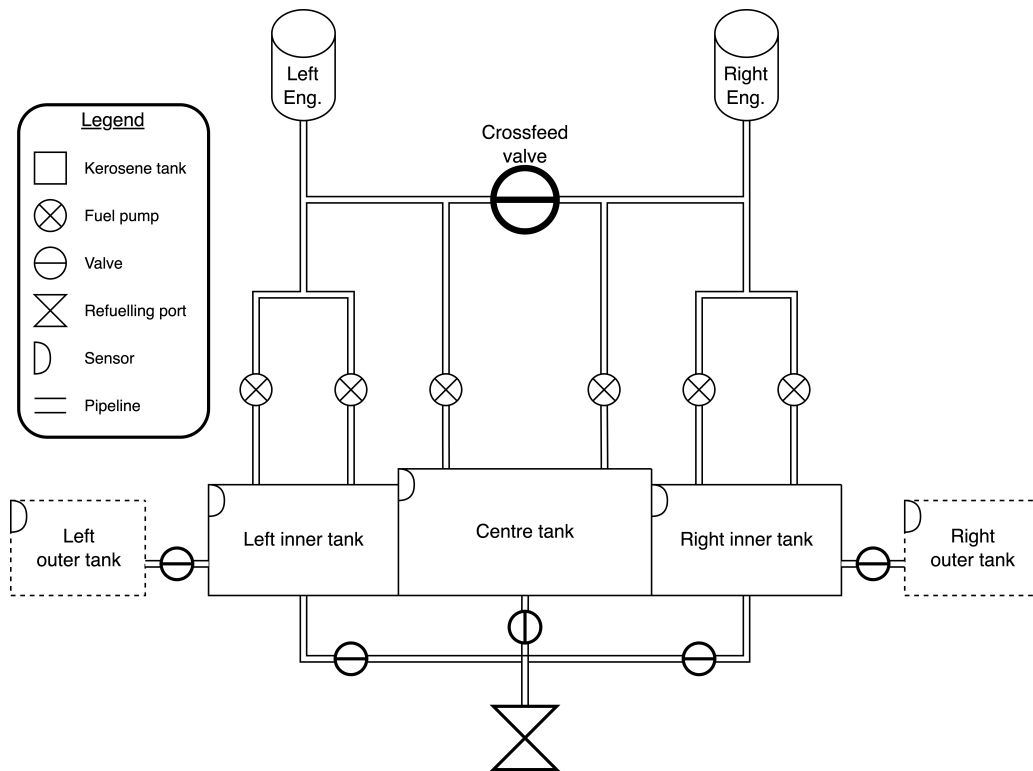 Left
Eng.
Right
Eng.
Crossfeed
valve
Legend
Kerosene tank
Fuel pump
Valve
Refuelling port
Sensor
Pipeline
Left
outer tank
Left inner tank
Centre tank
Right inner tank
Right
outer tank